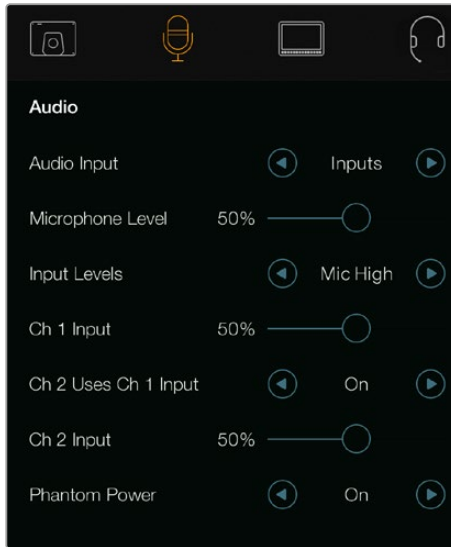 Audio
Audio Input Inputs
Microphone Level 50%
Input Levels Mic High
Ch 1 Input 50%
Ch 2 Uses Ch 1 Input On
Ch 2 Input 50%
Phantom Power On